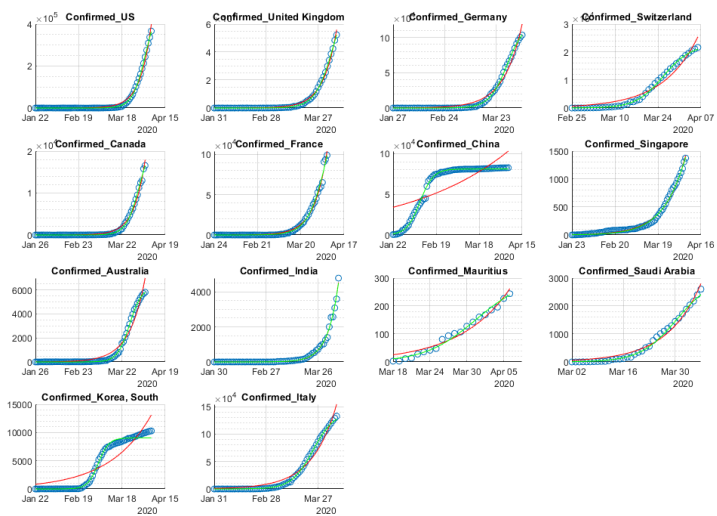 Confirmed_US
4 ×10⁵
2
0
Jan 22 Feb 19 Mar 18 Apr 15
2020
Confirmed_United Kingdom
6
4
2
0
Jan 31 Feb 28 Mar 27
2020
Confirmed_Germany
10
5
0
Jan 27 Feb 24 Mar 23
2020
Confirmed_Switzerland
3
2
1
0
Feb 25 Mar 10 Mar 24 Apr 07
2020
Confirmed_Canada
2
1
0
Jan 26 Feb 23 Mar 22 Apr 19
2020
Confirmed_France
10 ×10⁴
5
0
Jan 24 Feb 21 Mar 20 Apr 17
2020
Confirmed_China
10 ×10⁴
5
0
Jan 22 Feb 19 Mar 18 Apr 15
2020
Confirmed_Singapore
1500
1000
500
0
Jan 23 Feb 20 Mar 19 Apr 16
2020
Confirmed_Australia
6000
4000
2000
0
Jan 26 Feb 23 Mar 22 Apr 19
2020
Confirmed_India
4000
2000
0
Jan 30 Feb 27 Mar 26
2020
Confirmed_Mauritius
300
200
100
0
Mar 18 Mar 24 Mar 30 Apr 05
2020
Confirmed_Saudi Arabia
3000
2000
1000
0
Mar 02 Mar 16 Mar 30
2020
Confirmed_Korea, South
15000
10000
5000
0
Jan 22 Feb 19 Mar 18 Apr 15
2020
Confirmed_Italy
15 ×10⁴
10
5
0
Jan 31 Feb 28 Mar 27
2020